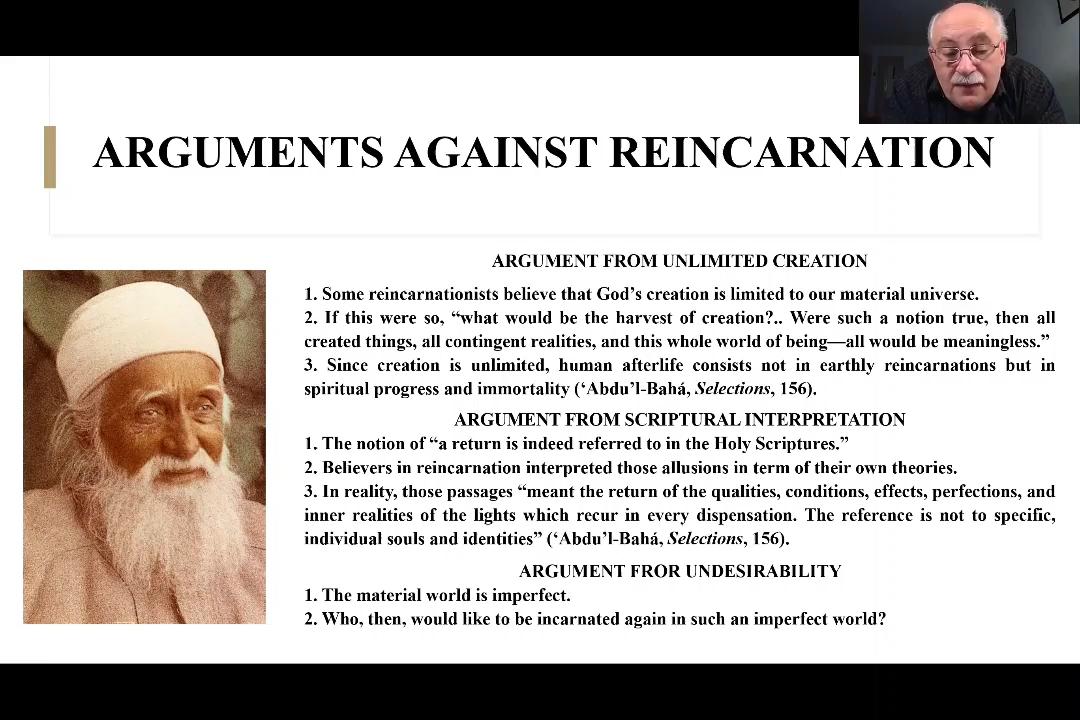 ARGUMENTS AGAINST REINCARNATION
ARGUMENT FROM UNLIMITED CREATION
1. Some reincarnationists believe that God’s creation is limited to our material universe.
2. If this were so, “what would be the harvest of creation?.. Were such a notion true, then all
created things, all contingent realities, and this whole world of being—all would be meaningless.”
3. Since creation is unlimited, human afterlife consists not in earthly reincarnations but in
spiritual progress and immortality (‘Abdu’l-Bahá, Selections, 156).
ARGUMENT FROM SCRIPTURAL INTERPRETATION
1. The notion of “a return is indeed referred to in the Holy Scriptures.”
2. Believers in reincarnation interpreted those allusions in term of their own theories.
3. In reality, those passages “meant the return of the qualities, conditions, effects, perfections, and
inner realities of the lights which recur in every dispensation. The reference is not to specific,
individual souls and identities” (‘Abdu’l-Bahá, Selections, 156).
ARGUMENT FROR UNDESIRABILITY
1. The material world is imperfect.
2. Who, then, would like to be incarnated again in such an imperfect world?